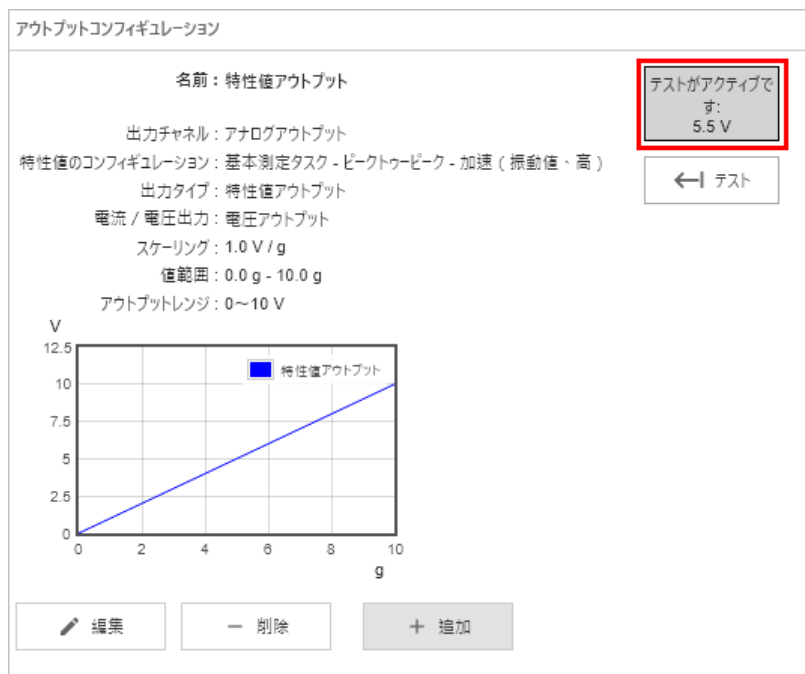 アウトプットコンフィギュレーション
名前 : 特性値アウトプット
テストがアクティブで
す:
5.5 V
出力チャネル : アナログアウトプット
特性値のコンフィギュレーション : 基本測定タスク - ピークトゥーピーク - 加速 ( 振動値 、高 )
テスト
出力タイプ : 特性値アウトプット
電流 / 電圧出力 : 電圧アウトプット
スケーリング : 1.0 V / g
値範囲 : 0.0 g - 10.0 g
アウトプットレンジ : 0～10 V
V
12.5
特性値アウトプット
10
7.5
5
2.5
0
0 2 4 6 8 10
g
編集
削除
追加